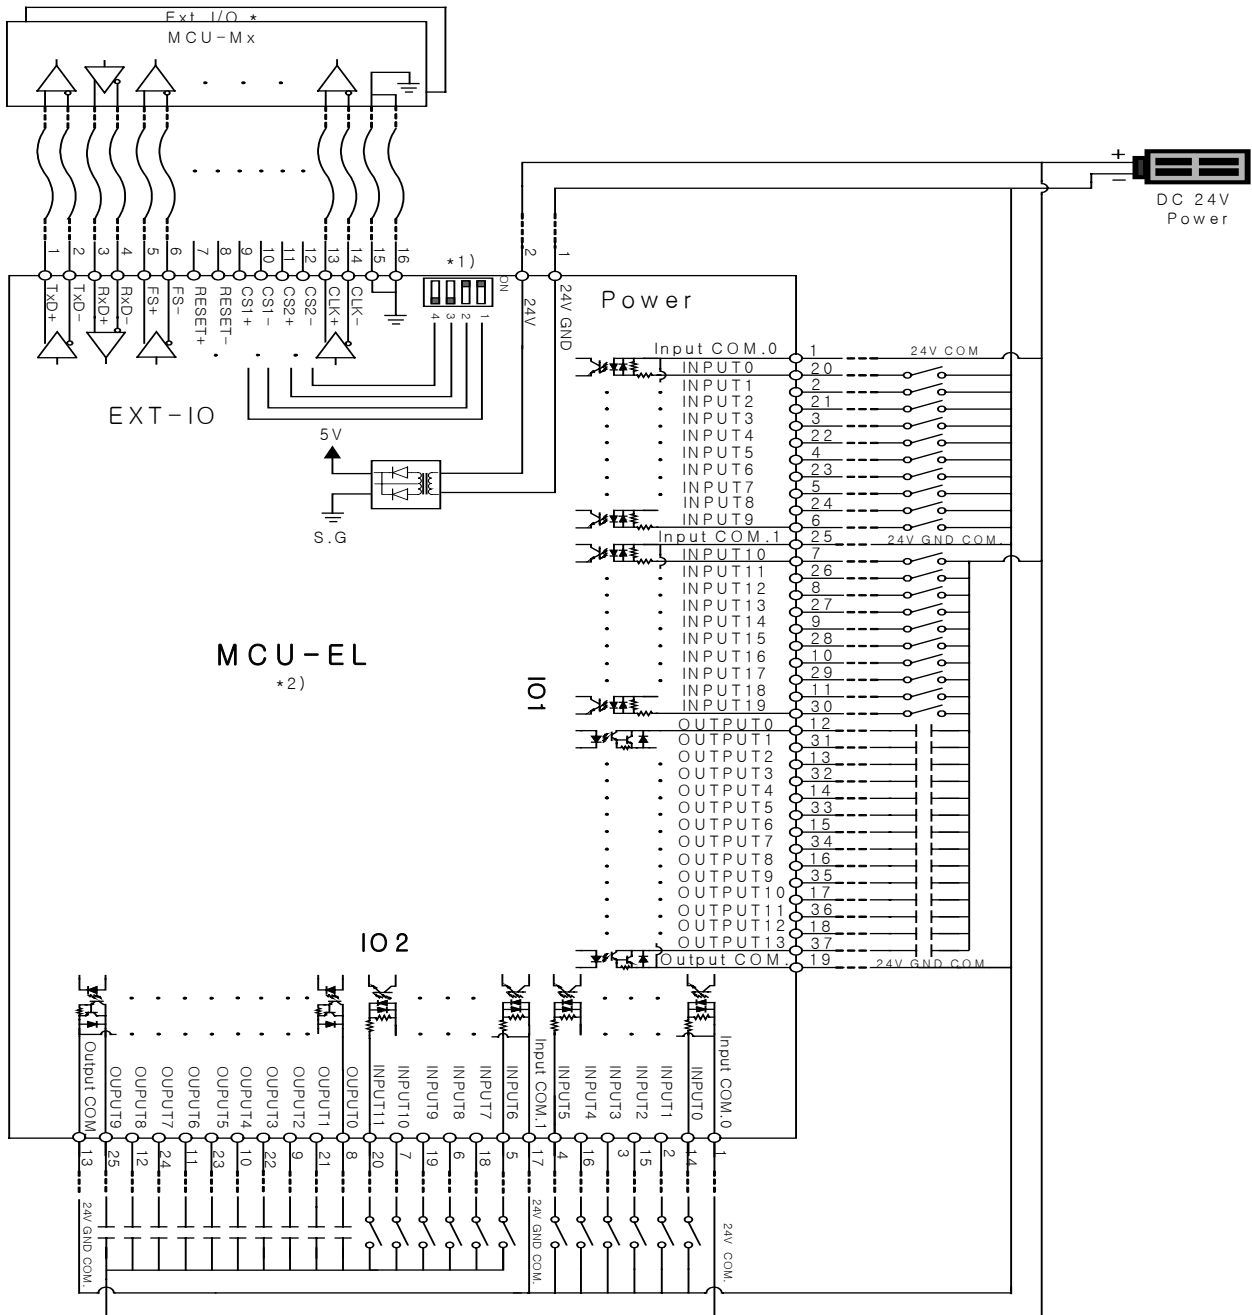 Ext. I/O *
MCU-Mx
+
−
DC 24V
Power
1 2 3 4 5 6 7 8 9 10 11 12 13 14 15 16
TxD+
TxD-
RxD+
RxD-
FS+
FS-
RESET+
RESET-
CS1+
CS1-
CS2+
CS2-
CLK+
CLK-
*1)
ON
4 3 2 1
2
1
24V
24V GND
Power
EXT-IO
5V
S.G
MCU-EL
*2)
IO1
Input COM.0 1 24V COM
INPUT0 20
INPUT1 2
INPUT2 21
INPUT3 3
INPUT4 22
INPUT5 4
INPUT6 23
INPUT7 5
INPUT8 24
INPUT9 6
Input COM.1 25 24V GND COM.
INPUT10 7
INPUT11 26
INPUT12 8
INPUT13 27
INPUT14 9
INPUT15 28
INPUT16 10
INPUT17 29
INPUT18 11
INPUT19 30
OUTPUT0 12
OUTPUT1 31
OUTPUT2 13
OUTPUT3 32
OUTPUT4 14
OUTPUT5 33
OUTPUT6 15
OUTPUT7 34
OUTPUT8 16
OUTPUT9 35
OUTPUT10 17
OUTPUT11 36
OUTPUT12 18
OUTPUT13 37
Output COM. 19 24V GND COM
IO2
Output COM
OUPUT9
OUPUT8
OUPUT7
OUPUT6
OUPUT5
OUPUT4
OUPUT3
OUPUT2
OUPUT1
OUPUT0
INPUT11
INPUT10
INPUT9
INPUT8
INPUT7
INPUT6
Input COM.1
INPUT5
INPUT4
INPUT3
INPUT2
INPUT1
INPUT0
Input COM.0
13 25 12 24 11 23 10 22 9 21 8 20 7 19 6 18 5 17 4 16 3 15 2 14 1
24V GND COM.
24V GND COM.
24V COM.